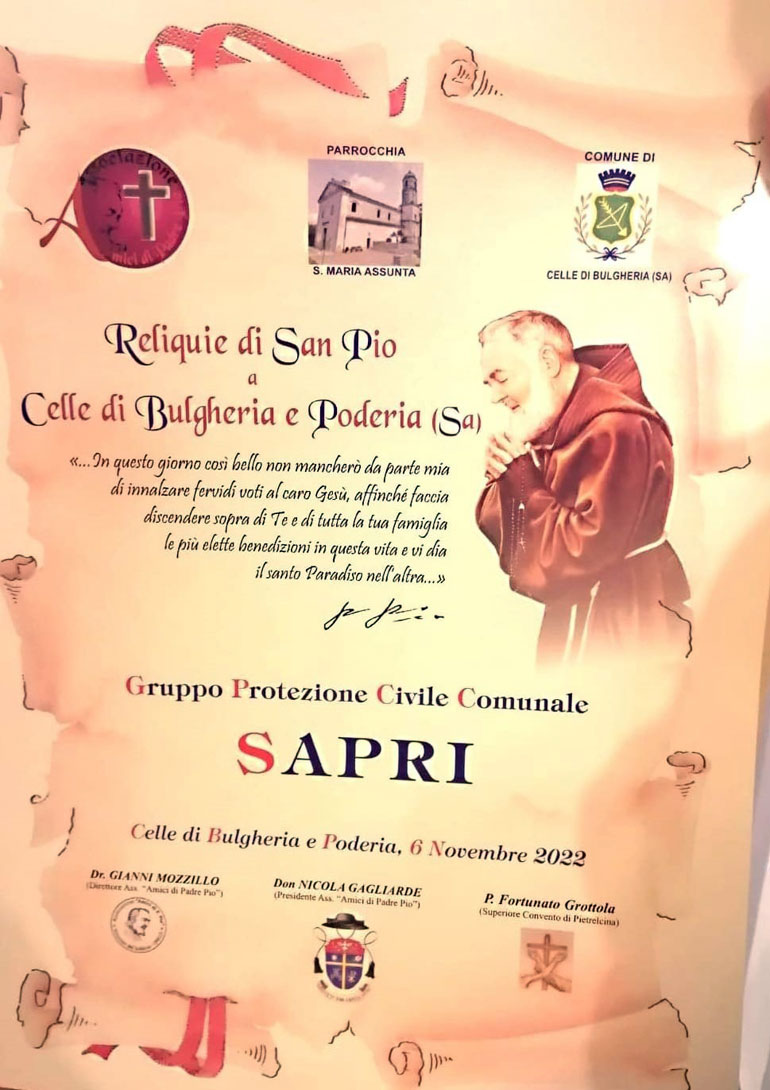 Associazione
Amici di Padre
PARROCCHIA
S. MARIA ASSUNTA
COMUNE DI
CELLE DI BULGHERIA (SA)
Reliquie di San Pio
a
Celle di Bulgheria e Poderia (Sa)
«...In questo giorno così bello non mancherò da parte mia
di innalzare fervidi voti al caro Gesù, affinché faccia
discendere sopra di Te e di tutta la tua famiglia
le più elette benedizioni in questa vita e vi dia
il santo Paradiso nell'altra...»
Gruppo Protezione Civile Comunale
SAPRI
Celle di Bulgheria e Poderia, 6 Novembre 2022
Dr. GIANNI MOZZILLO
(Direttore Ass. "Amici di Padre Pio")
Don NICOLA GAGLIARDE
(Presidente Ass. "Amici di Padre Pio")
P. Fortunato Grottola
(Superiore Convento di Pietrelcina)